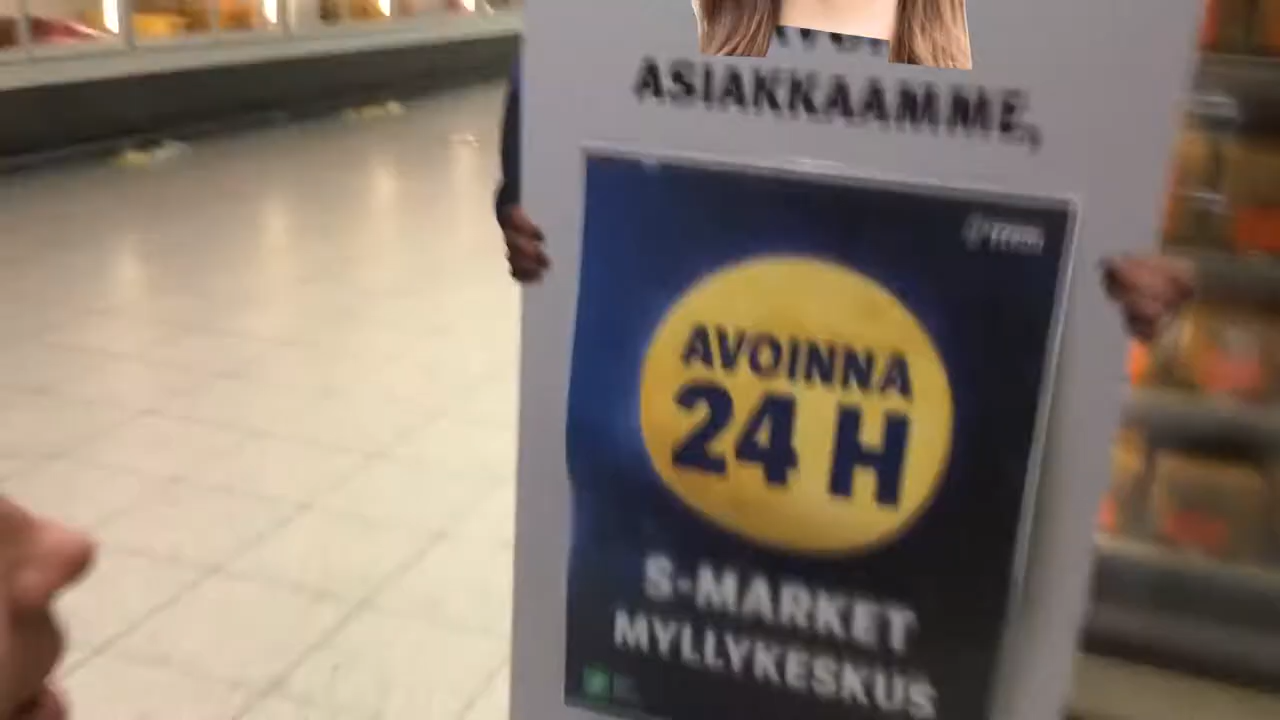 ASIAKKAAMME,
AVOINNA
24 H
S-MARKET
MYLLYKESKUS